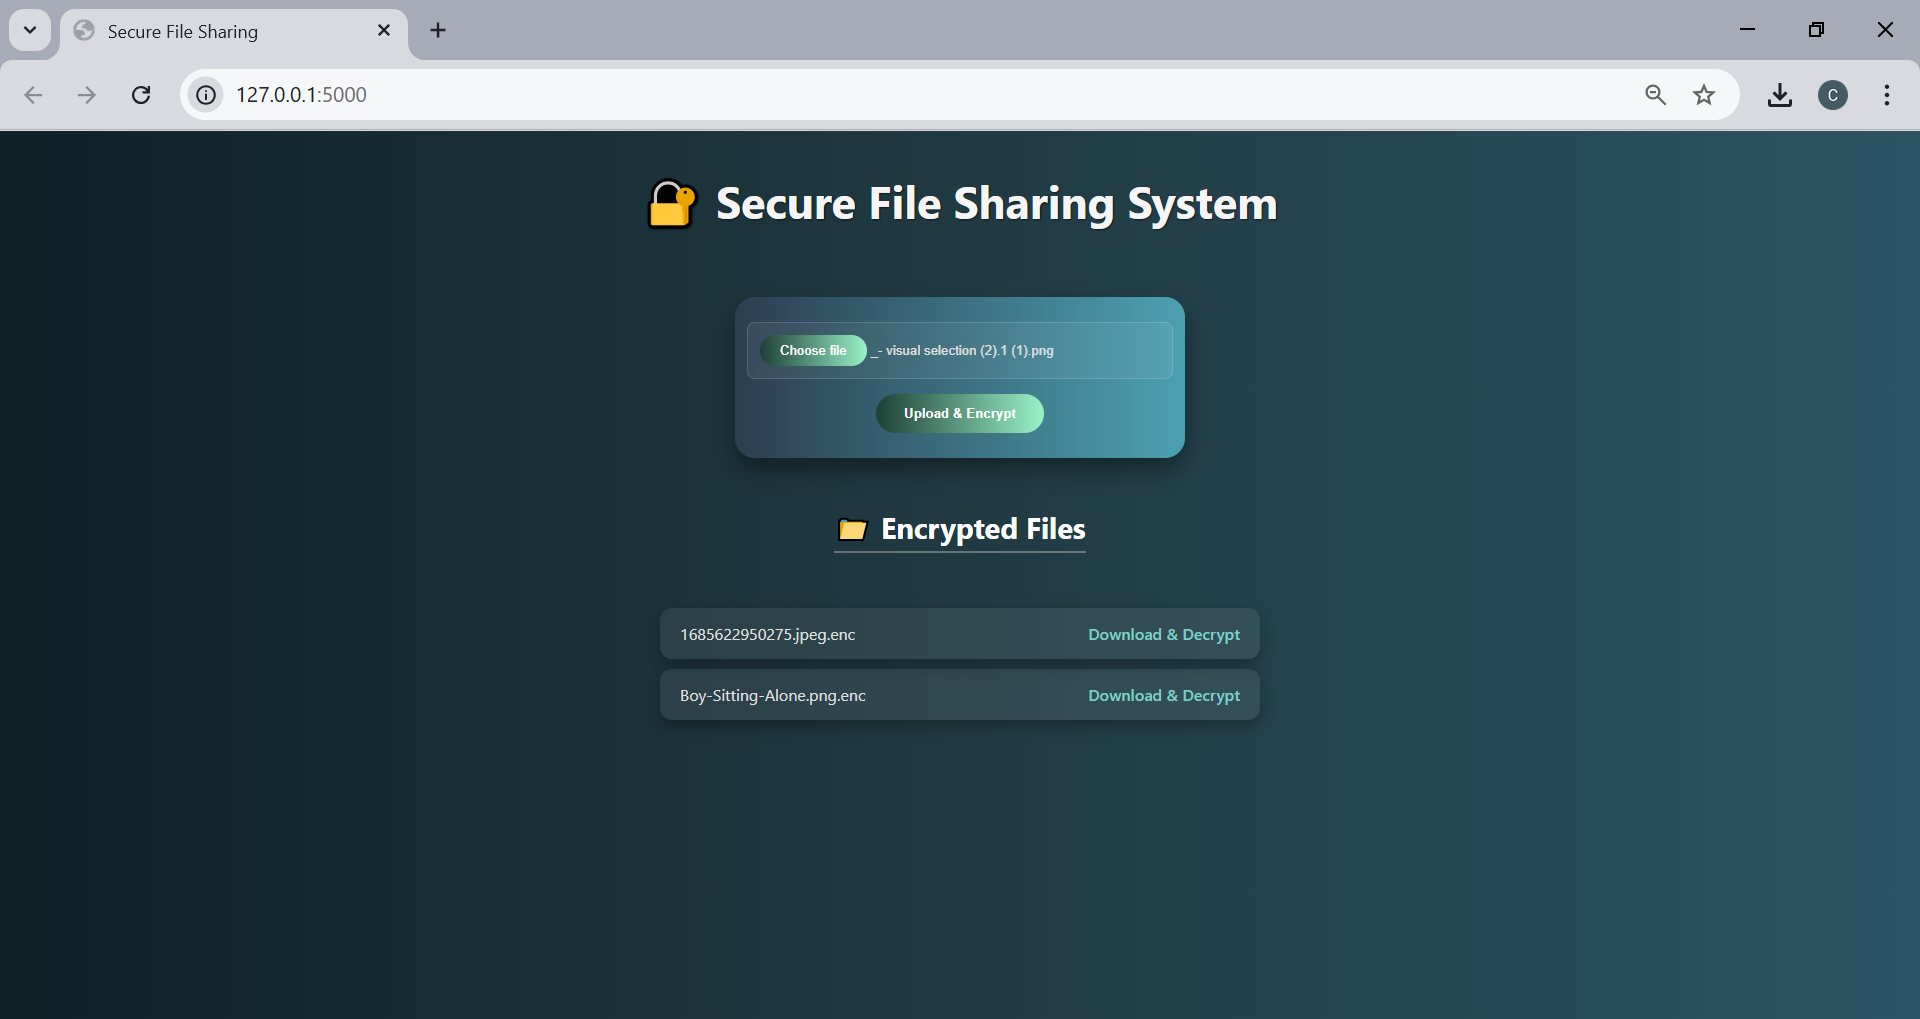 Secure File Sharing
127.0.0.1:5000
C
Secure File Sharing System
Choose file _- visual selection (2).1 (1).png
Upload & Encrypt
Encrypted Files
1685622950275.jpeg.enc Download & Decrypt
Boy-Sitting-Alone.png.enc Download & Decrypt